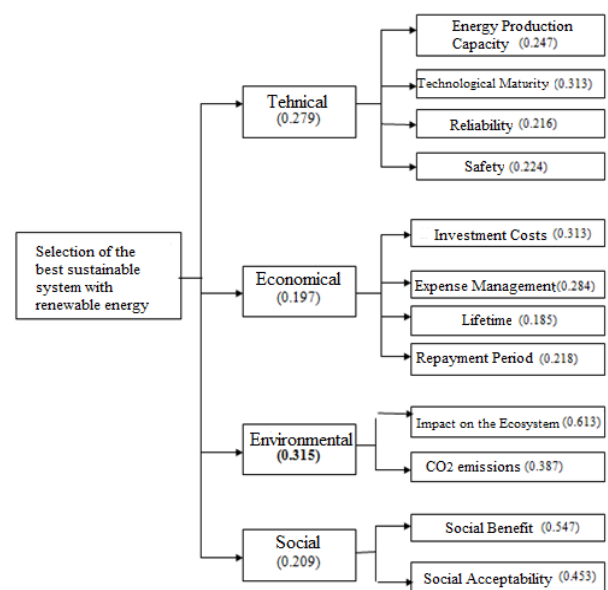 Selection of the
best sustainable
system with
renewable energy
Tehnical
(0.279)
Energy Production
Capacity (0.247)
Technological Maturity (0.313)
Reliability (0.216)
Safety (0.224)
Economical
(0.197)
Investment Costs (0.313)
Expense Management(0.284)
Lifetime (0.185)
Repayment Period (0.218)
Environmental
(0.315)
Impact on the Ecosystem (0.613)
CO2 emissions (0.387)
Social
(0.209)
Social Benefit (0.547)
Social Acceptability (0.453)